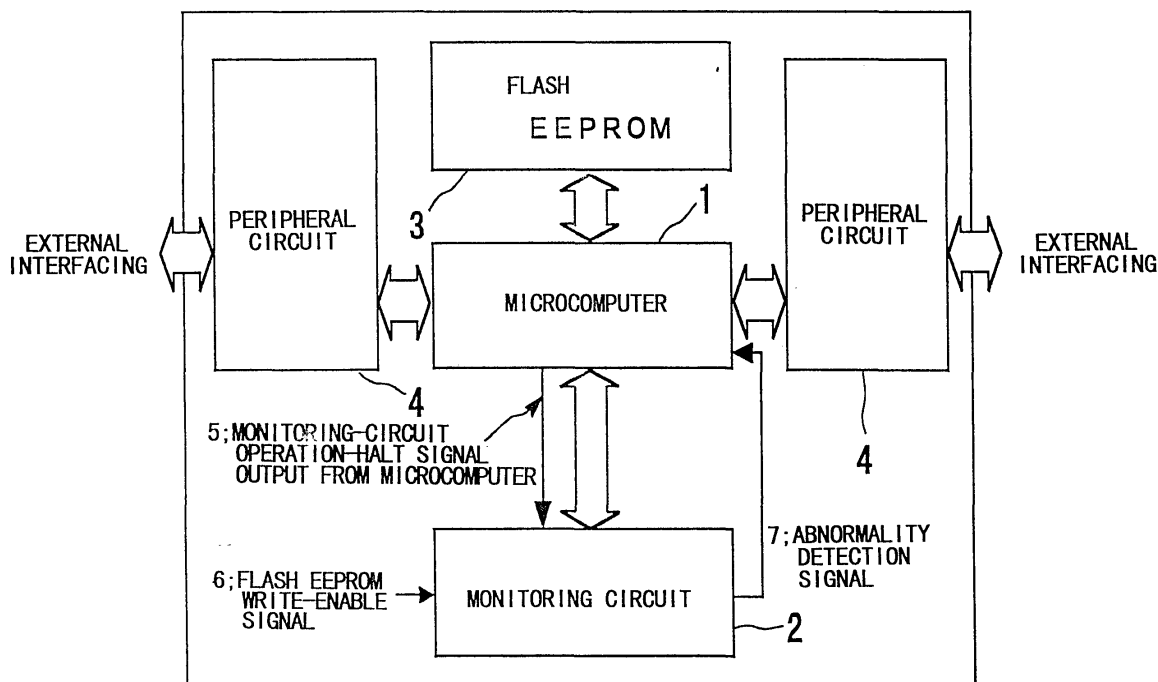 FLASH
EEPROM
3
1
PERIPHERAL
CIRCUIT
PERIPHERAL
CIRCUIT
EXTERNAL
INTERFACING
EXTERNAL
INTERFACING
MICROCOMPUTER
4
4
5;MONITORING-CIRCUIT
OPERATION-HALT SIGNAL
OUTPUT FROM MICROCOMPUTER
7;ABNORMALITY
DETECTION
SIGNAL
6;FLASH EEPROM
WRITE-ENABLE
SIGNAL
MONITORING CIRCUIT
2